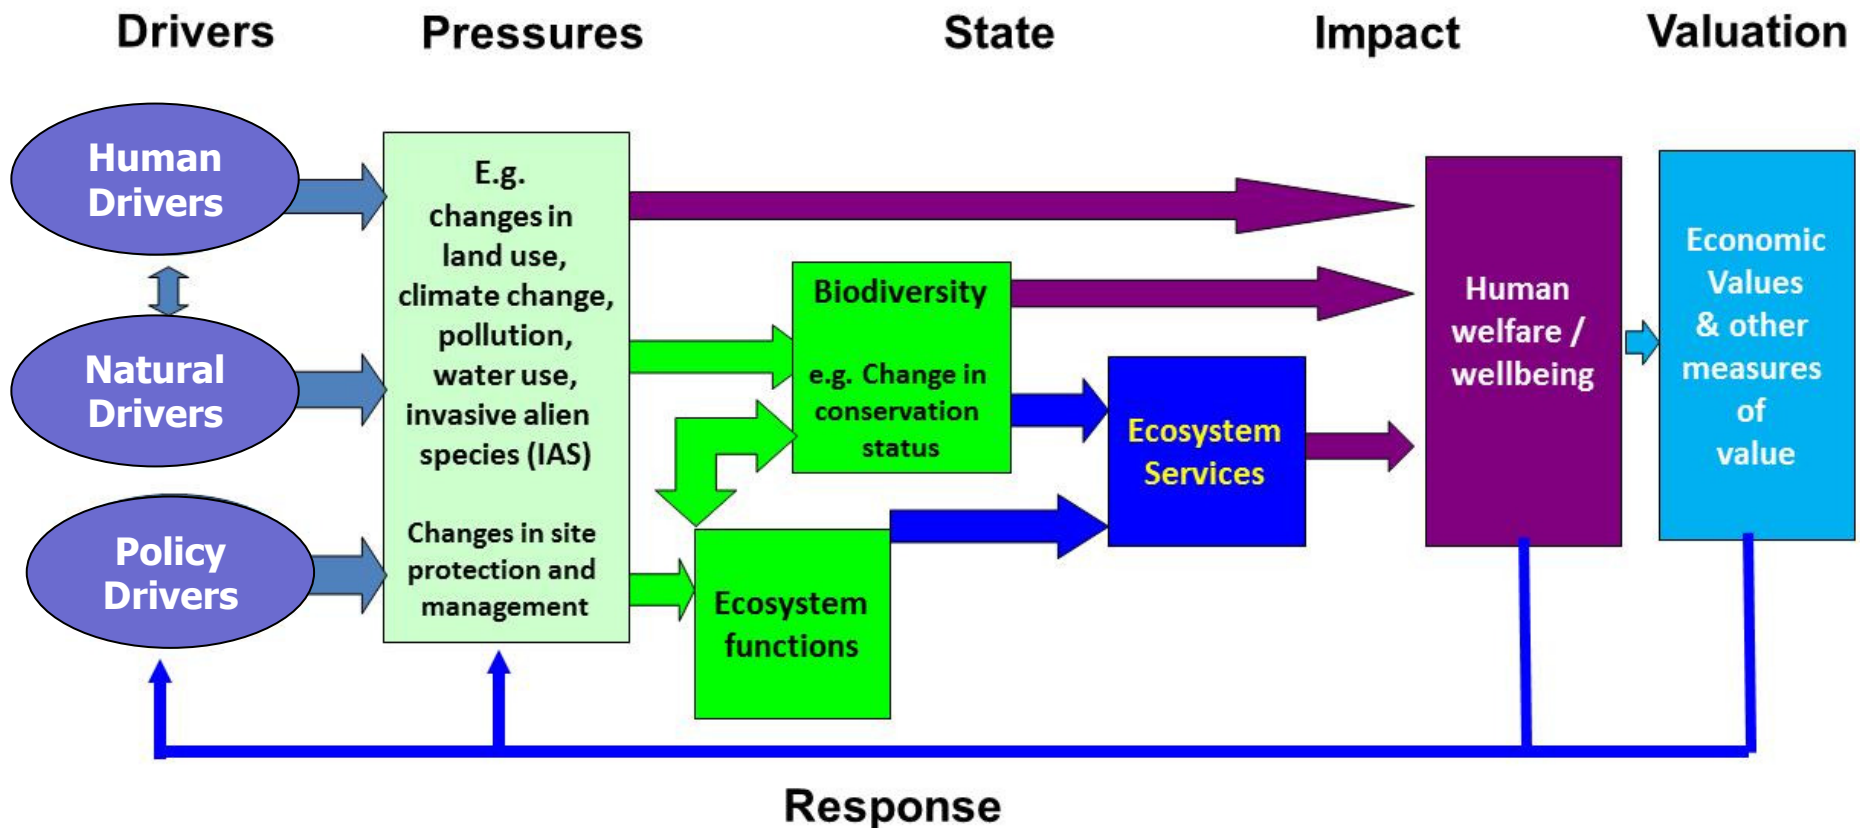 Drivers
Pressures
State
Impact
Valuation
Human
Drivers
Natural
Drivers
Policy
Drivers
E.g.
changes in
land use,
climate change,
pollution,
water use,
invasive alien
species (IAS)
Changes in site
protection and
management
Biodiversity
e.g. Change in
conservation
status
Ecosystem
functions
Ecosystem
Services
Human
welfare /
wellbeing
Economic
Values
& other
measures
of
value
Response